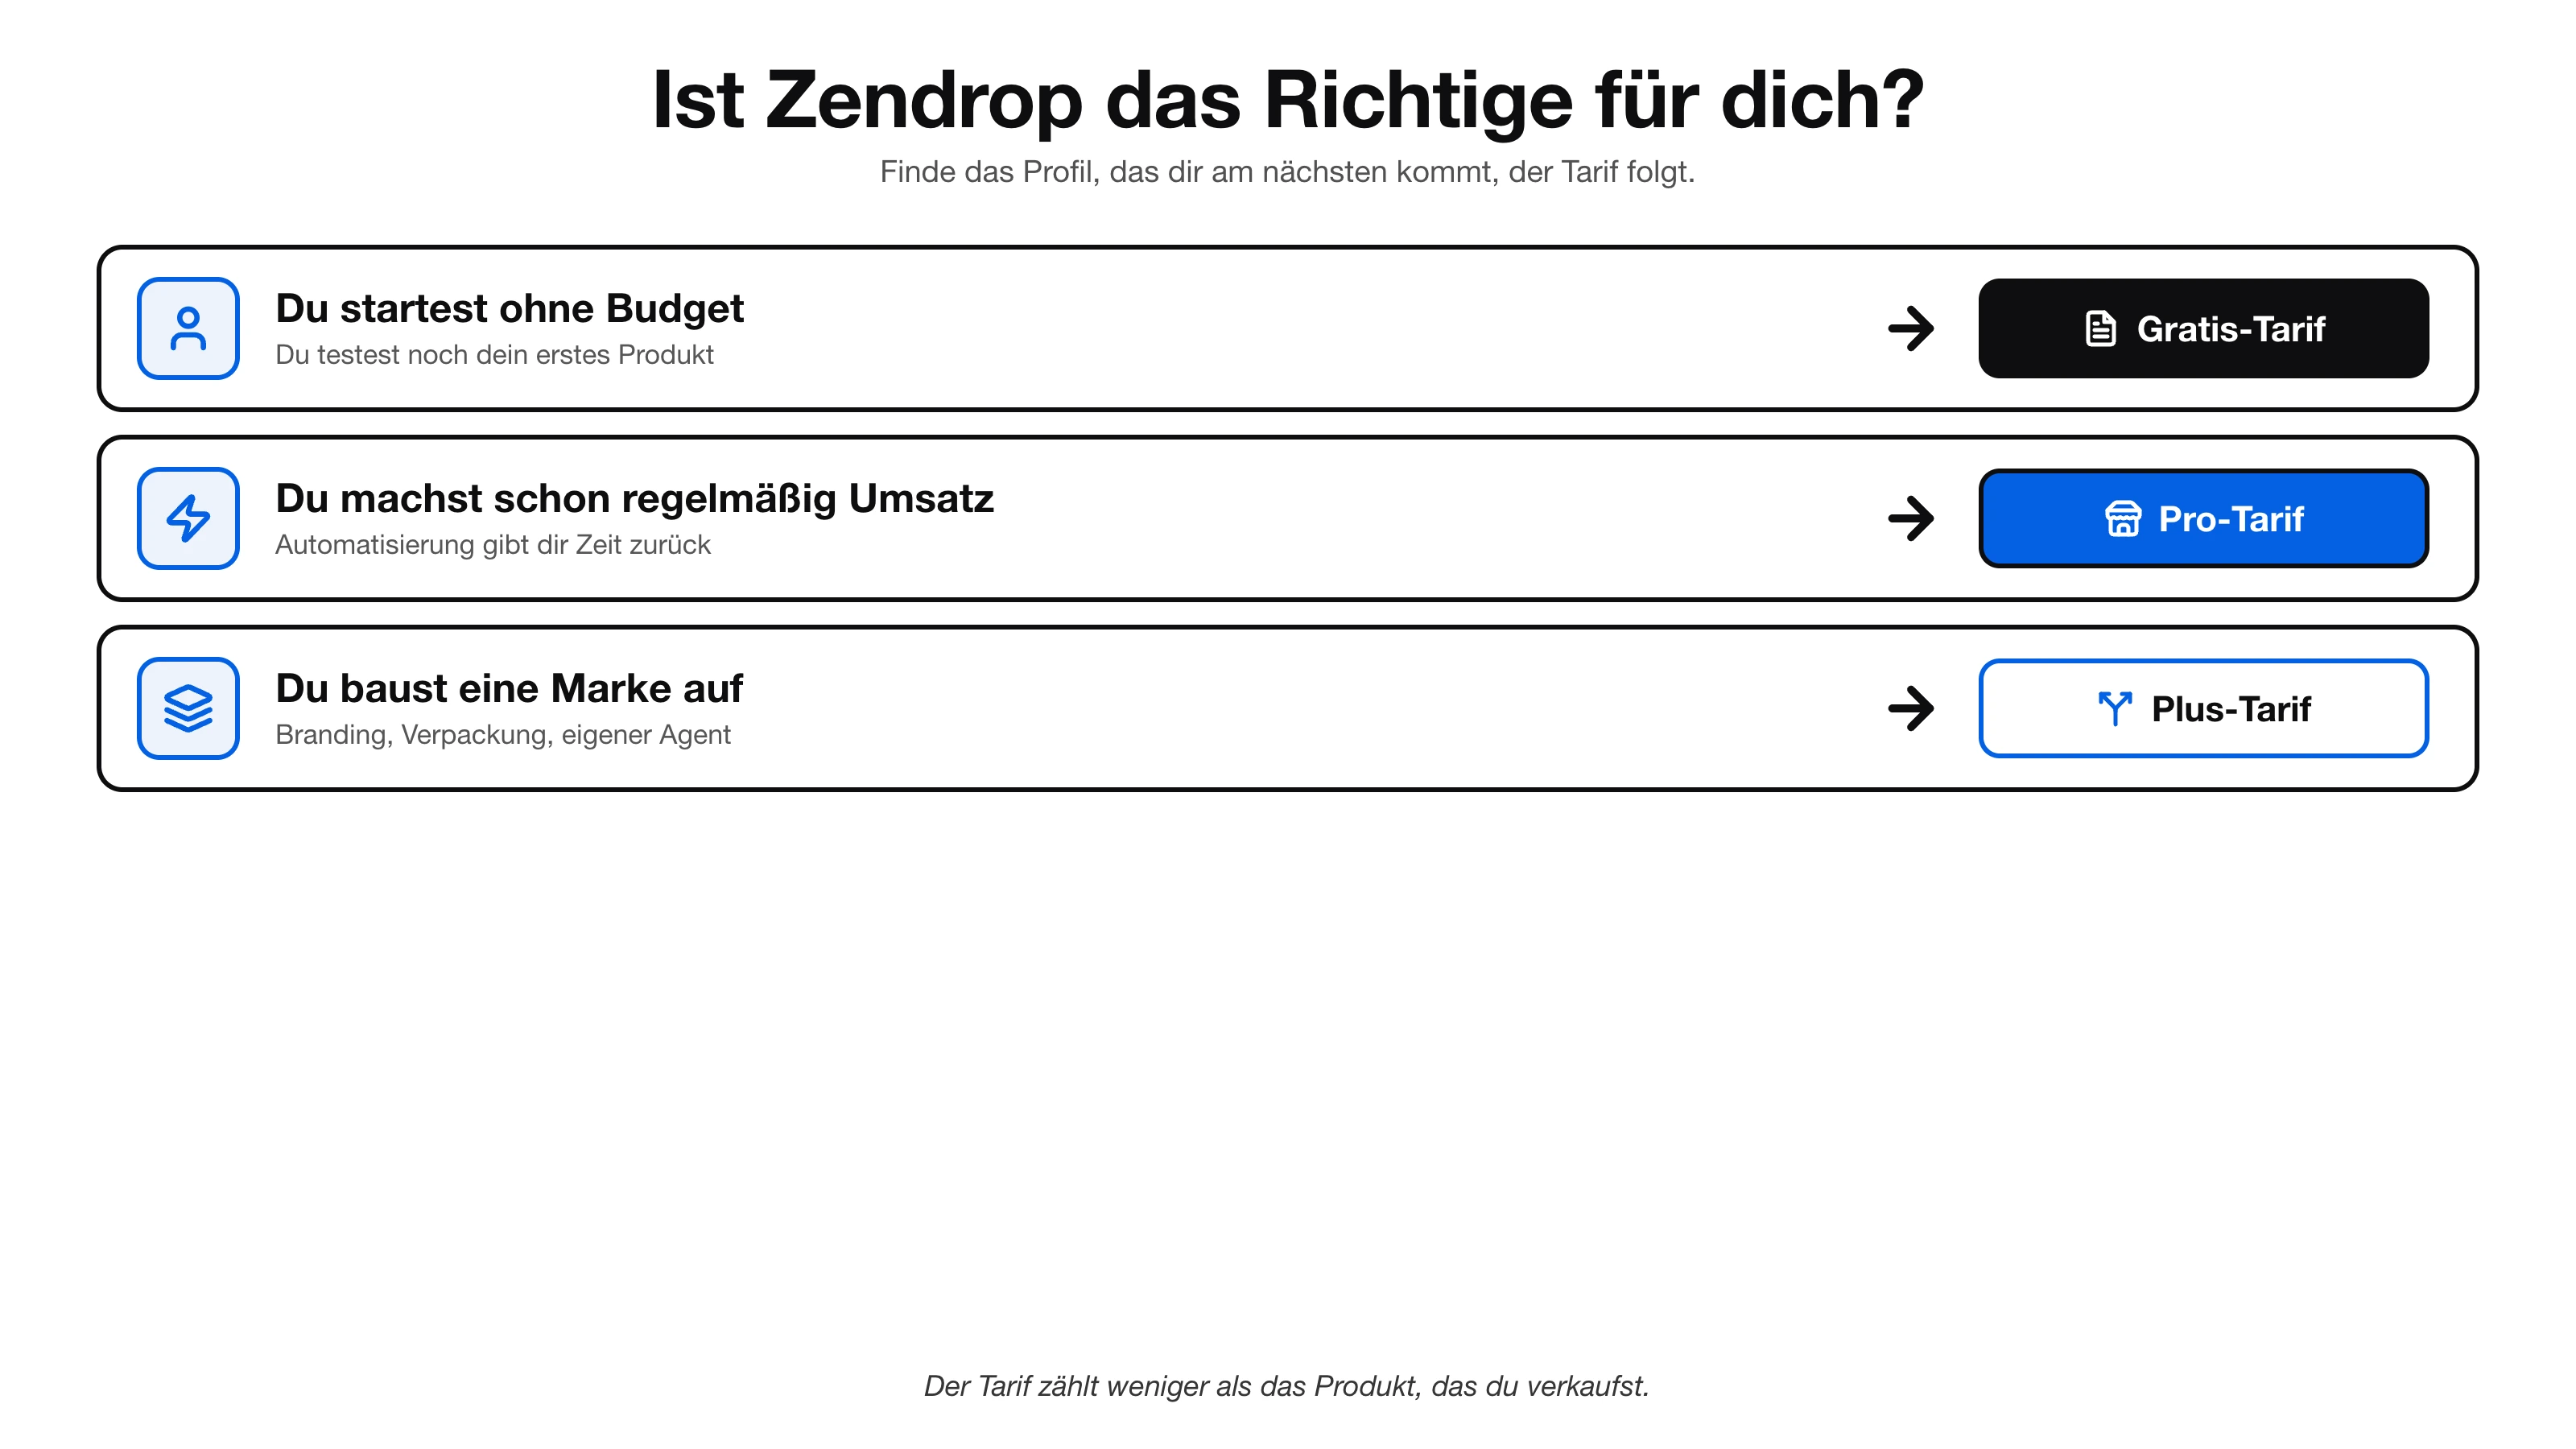 Ist Zendrop das Richtige für dich?
Finde das Profil, das dir am nächsten kommt, der Tarif folgt.
Du startest ohne Budget
Du testest noch dein erstes Produkt
Gratis-Tarif
Du machst schon regelmäßig Umsatz
Automatisierung gibt dir Zeit zurück
Pro-Tarif
Du baust eine Marke auf
Branding, Verpackung, eigener Agent
Plus-Tarif
Der Tarif zählt weniger als das Produkt, das du verkaufst.